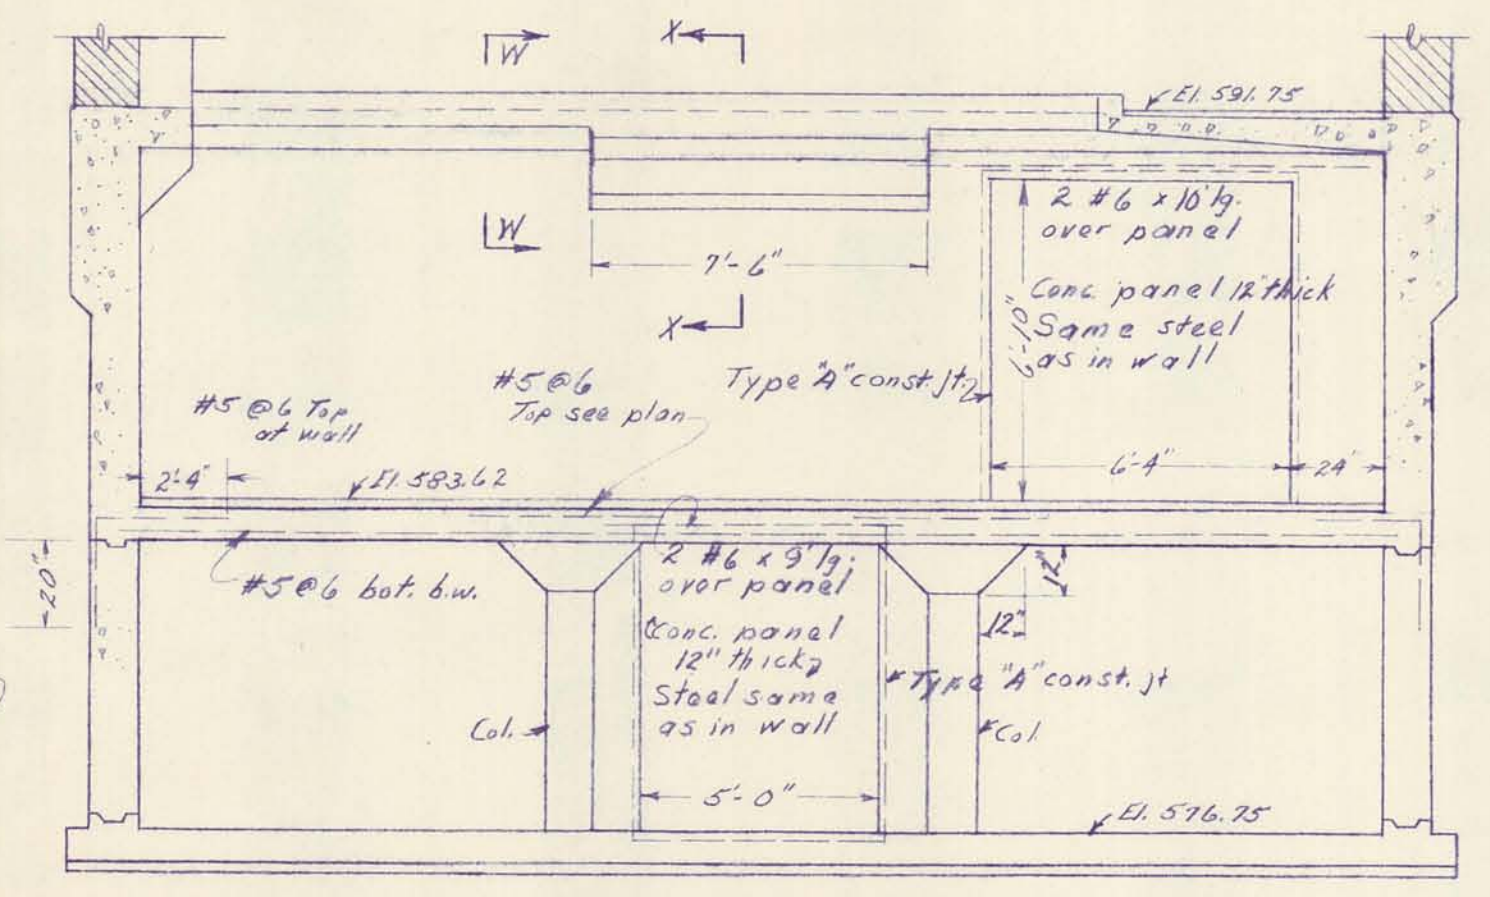 W
X
El. 591.75
2 #6 x 10' lg.
over panel
W
7'-6"
Conc. panel 12" thick
Same steel
as in wall
6'-10"
X
#5@6
Top see plan
Type "A" const. jt.
#5 @6 Top
at wall
2'-4"
El. 583.62
6'-4"
24"
20"
#5@6 bot. b.w.
2 #6 x 9' lg.
over panel
12"
12"
Conc. panel
12" thick
Steel same
as in wall
Type "A" const. jt
Col.
Col.
5'-0"
El. 576.75